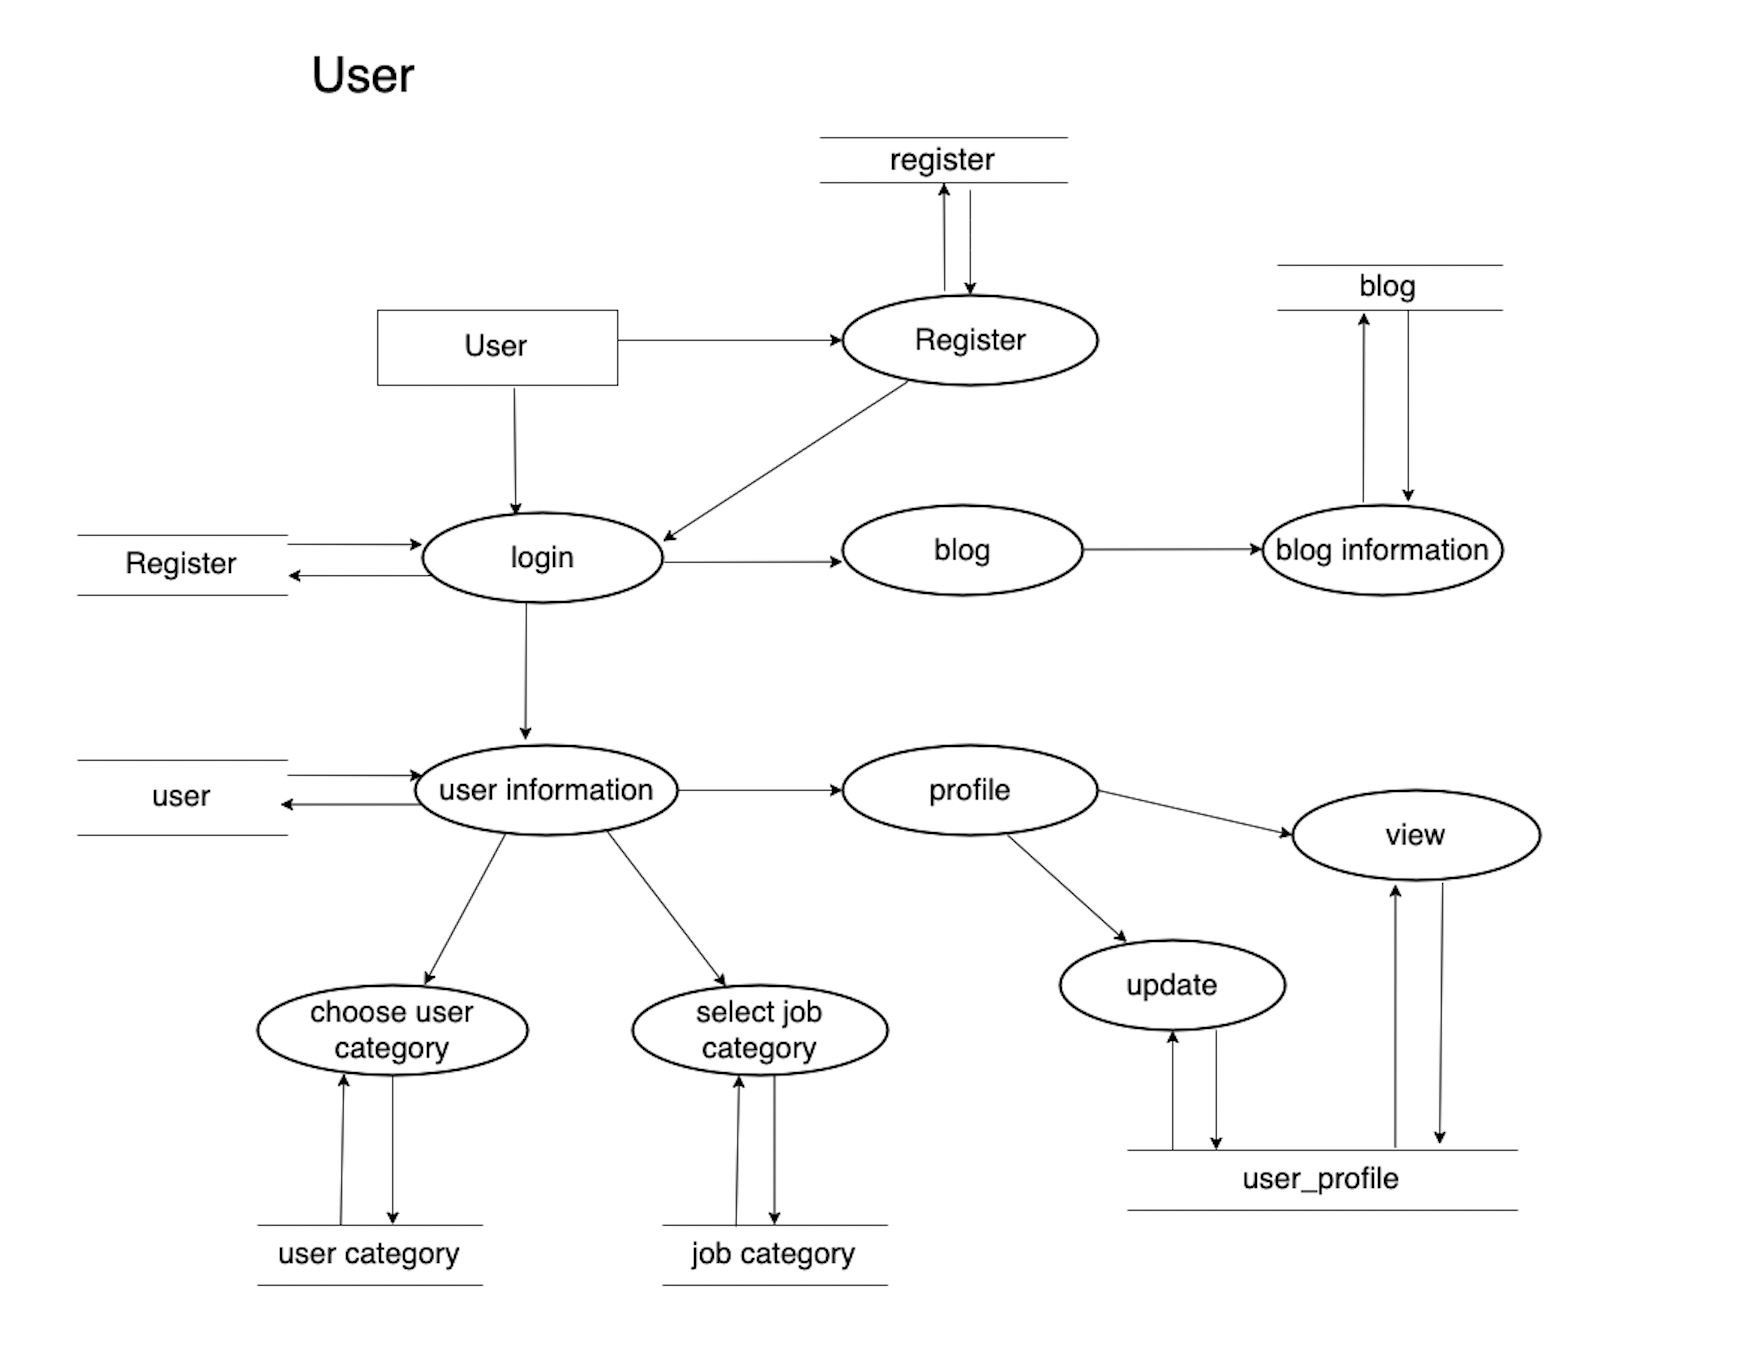 User
register
blog
User
Register
Register
login
blog
blog information
user
user information
profile
view
choose user
category
select job
category
update
user_profile
user category
job category